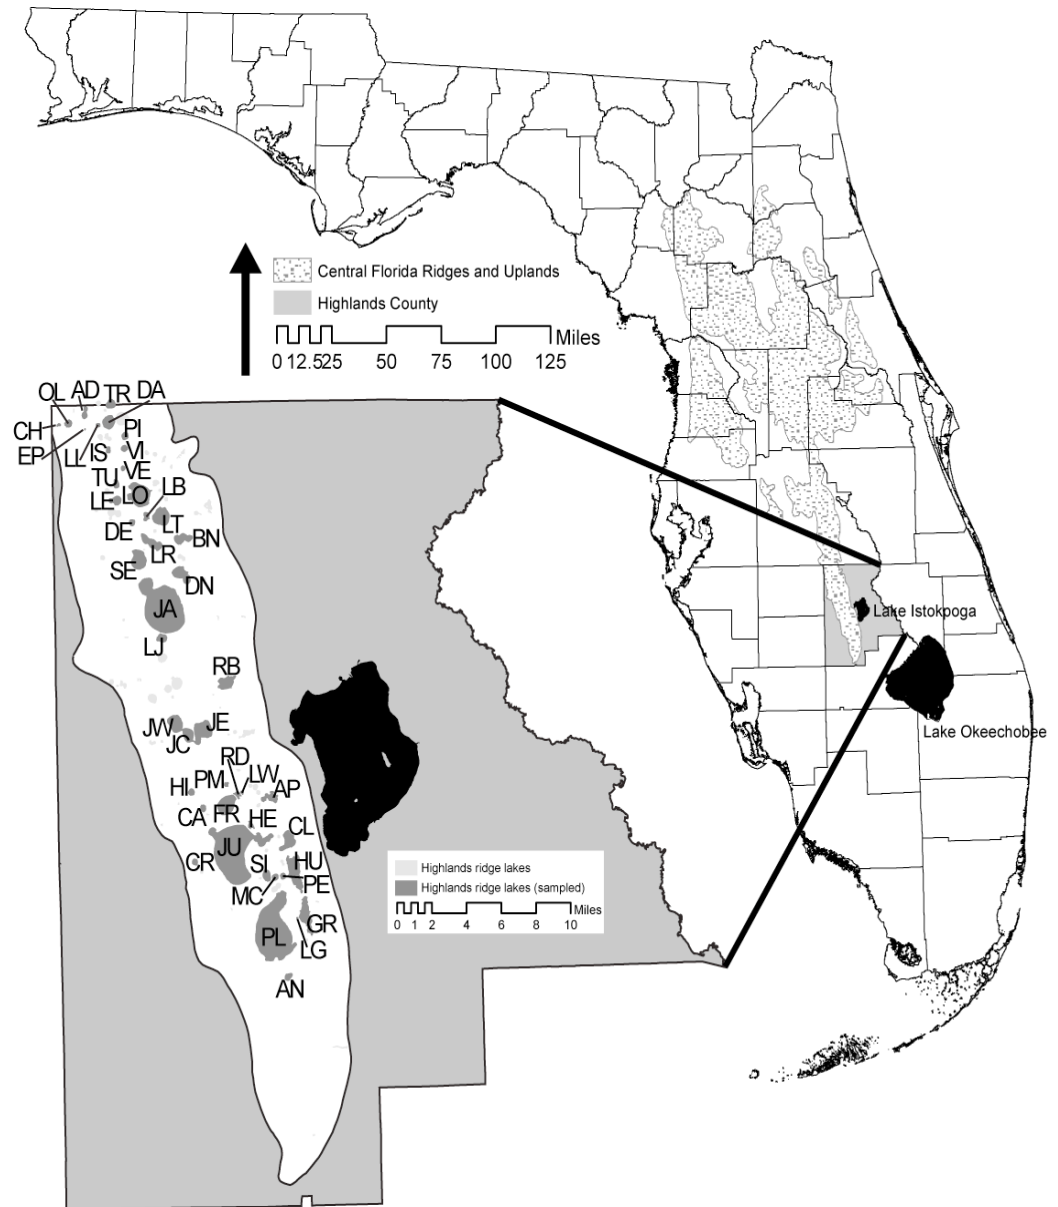 Central Florida Ridges and Uplands
Highlands County
Miles
0 12.525 50 75 100 125
OL AD TR DA
CH
EP LL IS PI
VI
TU VE
LE LO LB
DE LT BN
LR
SE DN
JA
LJ
RB
JW JE
JC
RD
HI PM LW AP
CA FR HE CL
JU
CR SI HU
MC PE
PL GR
LG
AN
Highlands ridge lakes
Highlands ridge lakes (sampled)
Miles
0 1 2 4 6 8 10
Lake Istokpoga
Lake Okeechobee